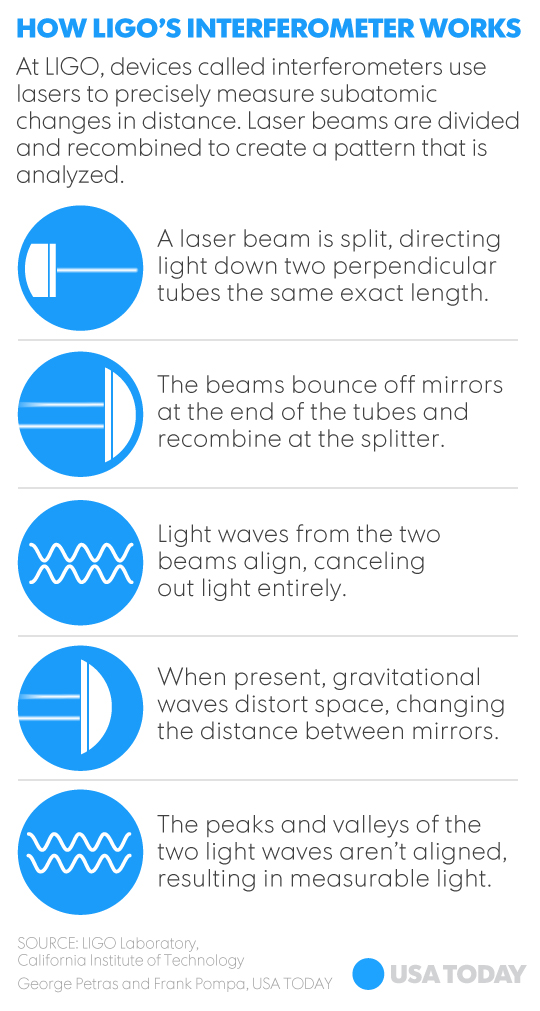 HOW LIGO'S INTERFEROMETER WORKS
At LIGO, devices called interferometers use
lasers to precisely measure subatomic
changes in distance. Laser beams are divided
and recombined to create a pattern that is
analyzed.
A laser beam is split, directing
light down two perpendicular
tubes the same exact length.
The beams bounce off mirrors
at the end of the tubes and
recombine at the splitter.
Light waves from the two
beams align, canceling
out light entirely.
When present, gravitational
waves distort space, changing
the distance between mirrors.
The peaks and valleys of the
two light waves aren't aligned,
resulting in measurable light.
SOURCE: LIGO Laboratory,
California Institute of Technology
George Petras and Frank Pompa, USA TODAY
USA TODAY